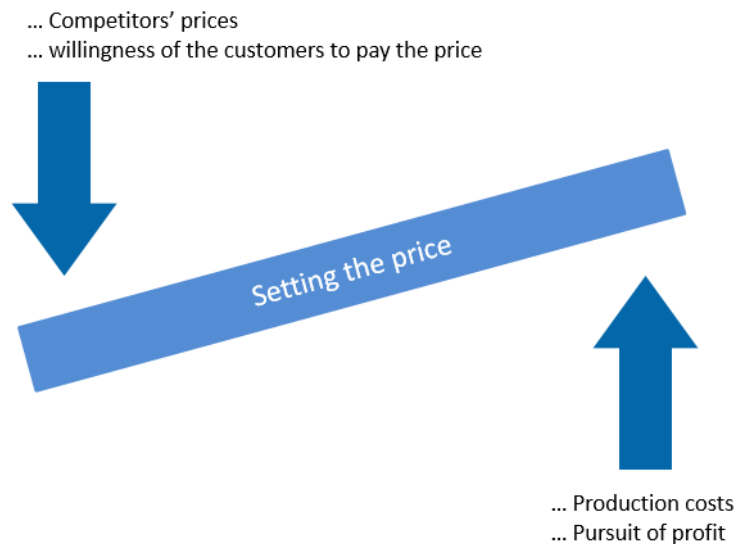 ... Competitors’ prices
... willingness of the customers to pay the price
Setting the price
... Production costs
... Pursuit of profit